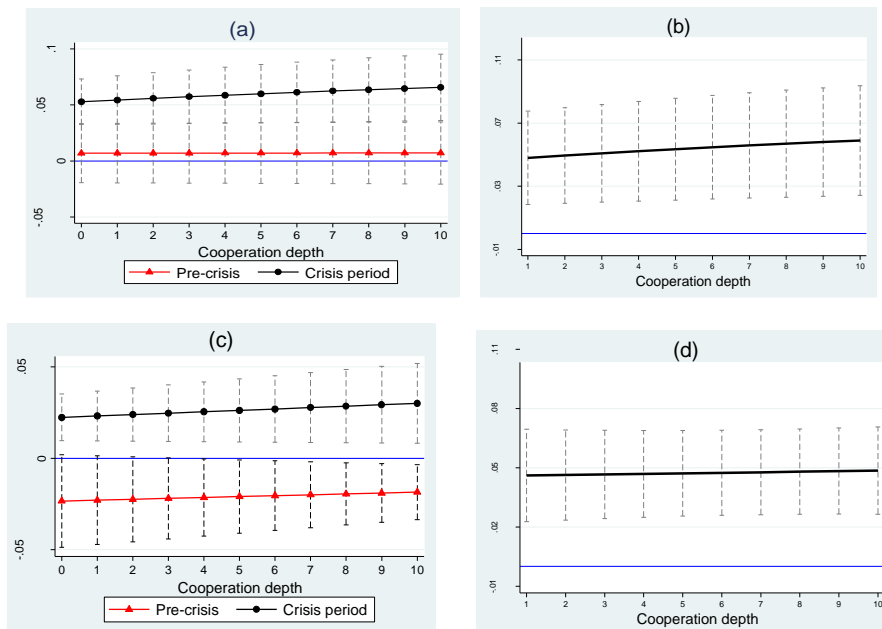 (a)
.1
.05
0
-.05
0 1 2 3 4 5 6 7 8 9 10
Cooperation depth
Pre-crisis Crisis period
(b)
.11
.07
.03
-.01
1 2 3 4 5 6 7 8 9 10
Cooperation depth
(c)
.05
0
-.05
0 1 2 3 4 5 6 7 8 9 10
Cooperation depth
Pre-crisis Crisis period
(d)
.11
.08
.05
.02
-.01
1 2 3 4 5 6 7 8 9 10
Cooperation depth